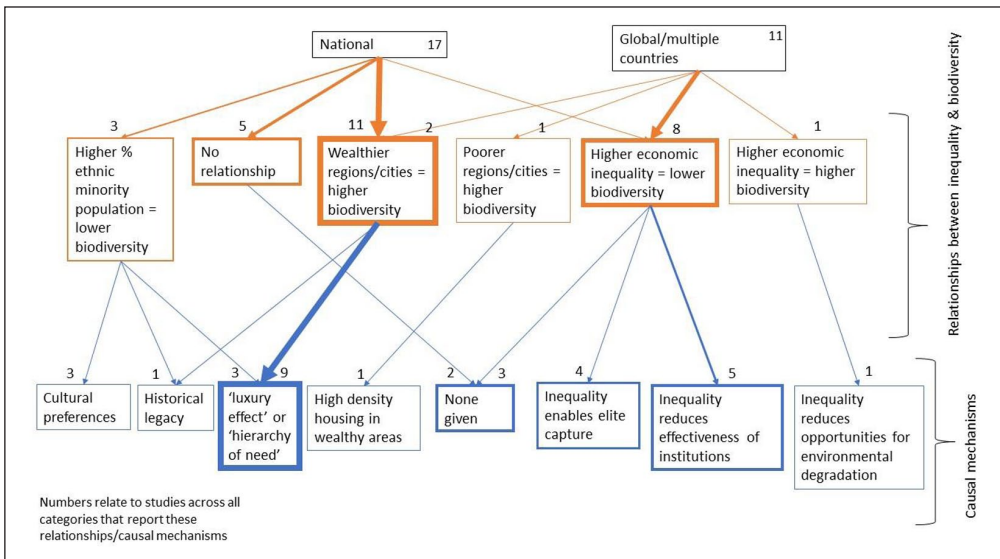 National 17
Global/multiple 11
countries
3
5
11
2
1
8
1
Higher %
ethnic
minority
population =
lower
biodiversity
No
relationship
Wealthier
regions/cities =
higher
biodiversity
Poorer
regions/cities =
higher
biodiversity
Higher economic
inequality = lower
biodiversity
Higher economic
inequality = higher
biodiversity
Relationships between inequality & biodiversity
3
1
3
9
1
2
3
4
5
1
Cultural
preferences
Historical
legacy
‘luxury
effect’ or
‘hierarchy
of need’
High density
housing in
wealthy areas
None
given
Inequality
enables elite
capture
Inequality
reduces
effectiveness of
institutions
Inequality
reduces
opportunities for
environmental
degradation
Causal mechanisms
Numbers relate to studies across all
categories that report these
relationships/causal mechanisms